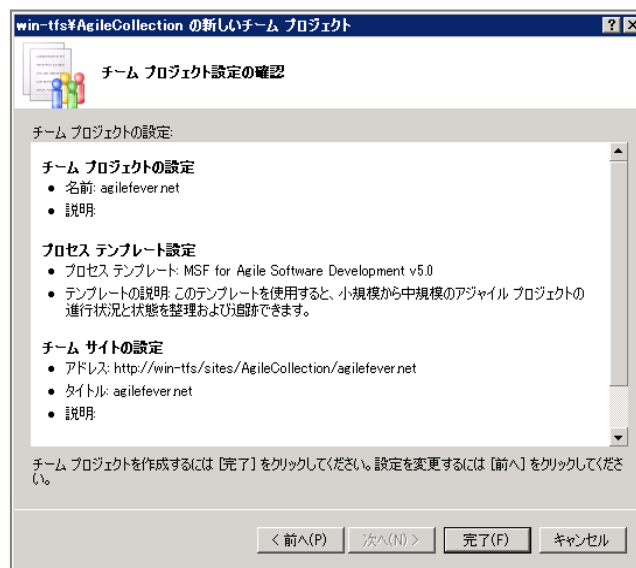 win-tfs¥AgileCollection の新しいチーム プロジェクト
チーム プロジェクト設定の確認
チーム プロジェクトの設定:
チーム プロジェクトの設定
• 名前: agilefever.net
• 説明:
プロセス テンプレート設定
• プロセス テンプレート: MSF for Agile Software Development v5.0
• テンプレートの説明: このテンプレートを使用すると、小規模から中規模のアジャイル プロジェクトの
進行状況と状態を整理および追跡できます。
チーム サイトの設定
• アドレス: http://win-tfs/sites/AgileCollection/agilefever.net
• タイトル: agilefever.net
• 説明:
チーム プロジェクトを作成するには [完了] をクリックしてください。設定を変更するには [前へ] をクリックしてくださ
い。
< 前へ(P)
次へ(N) >
完了(F)
キャンセル